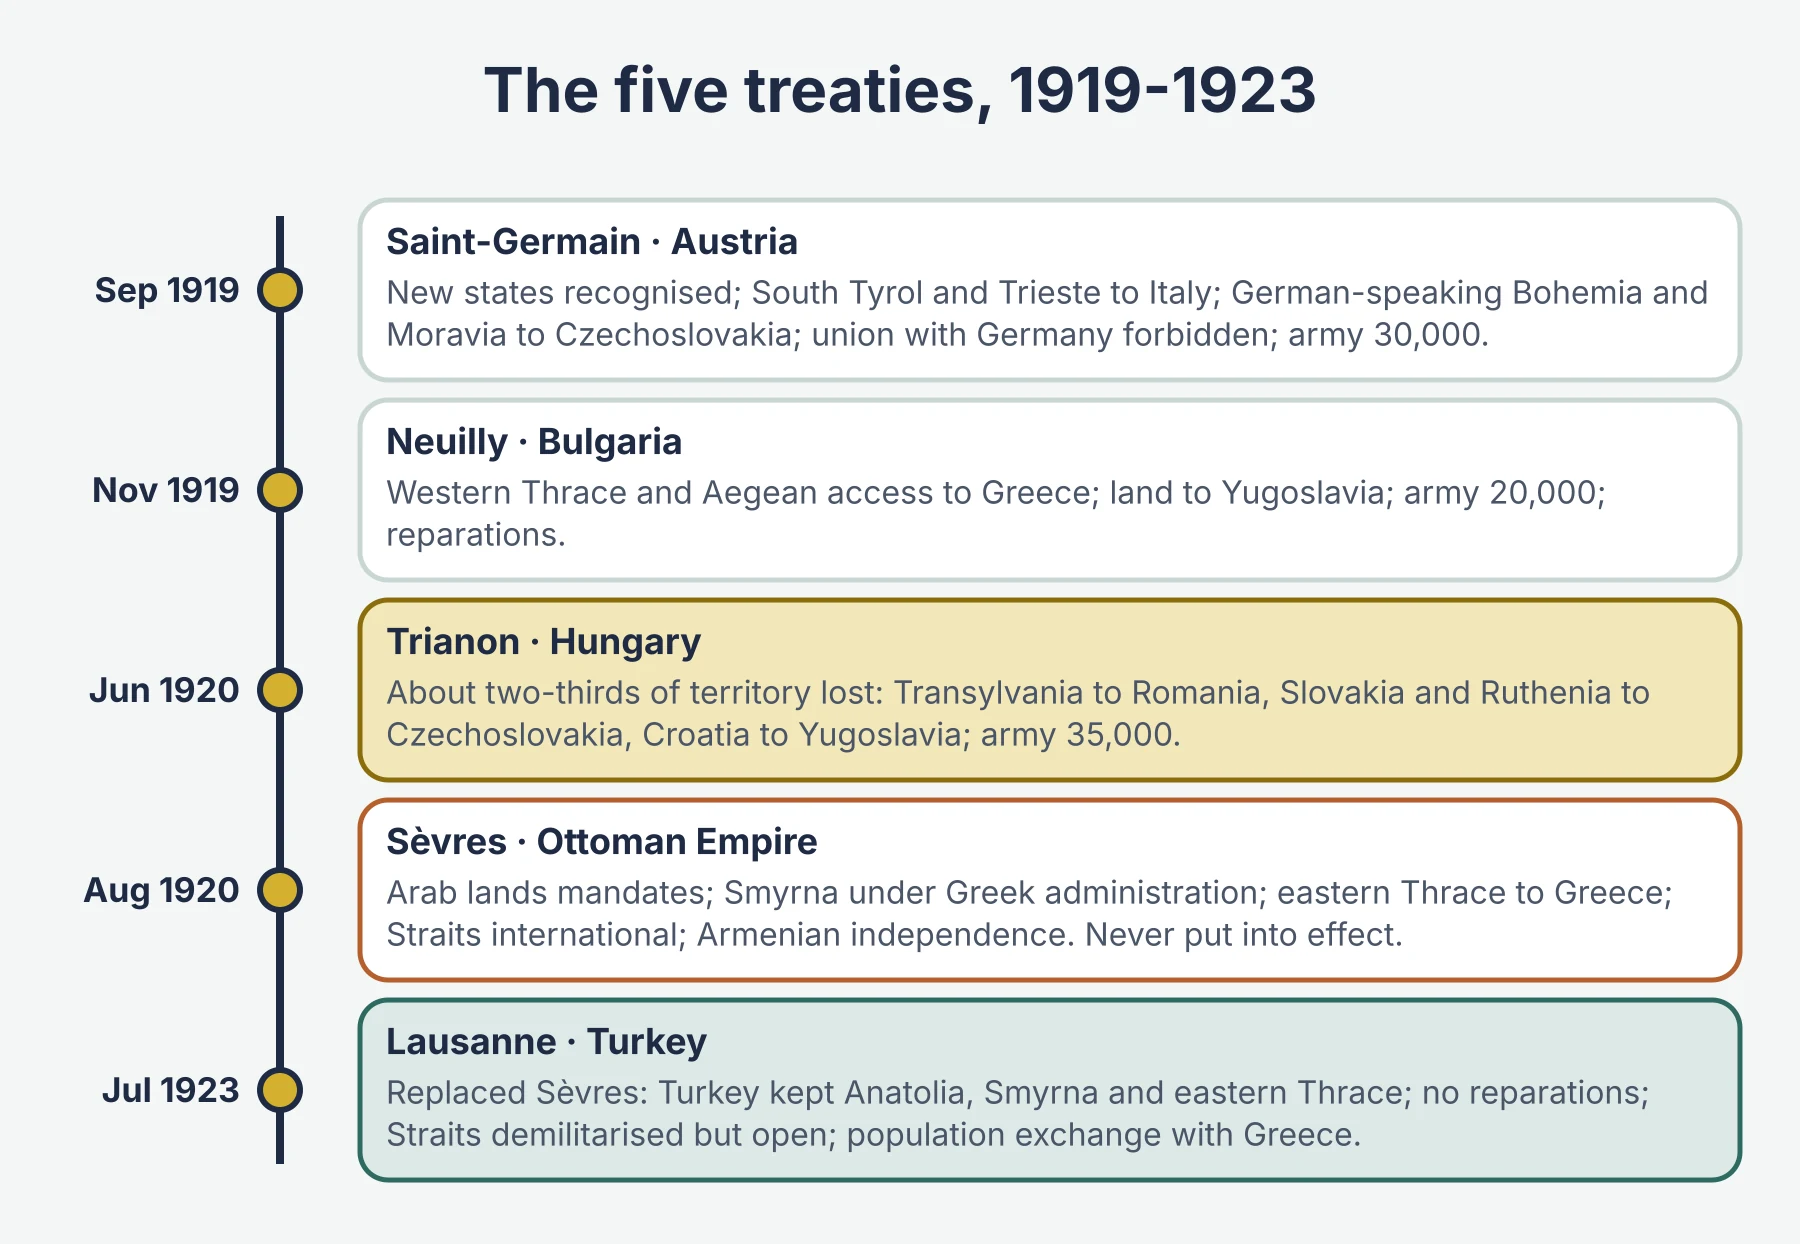 The five treaties, 1919-1923
Sep 1919
Saint-Germain · Austria
New states recognised; South Tyrol and Trieste to Italy; German-speaking Bohemia and
Moravia to Czechoslovakia; union with Germany forbidden; army 30,000.
Nov 1919
Neuilly · Bulgaria
Western Thrace and Aegean access to Greece; land to Yugoslavia; army 20,000;
reparations.
Jun 1920
Trianon · Hungary
About two-thirds of territory lost: Transylvania to Romania, Slovakia and Ruthenia to
Czechoslovakia, Croatia to Yugoslavia; army 35,000.
Aug 1920
Sèvres · Ottoman Empire
Arab lands mandates; Smyrna under Greek administration; eastern Thrace to Greece;
Straits international; Armenian independence. Never put into effect.
Jul 1923
Lausanne · Turkey
Replaced Sèvres: Turkey kept Anatolia, Smyrna and eastern Thrace; no reparations;
Straits demilitarised but open; population exchange with Greece.